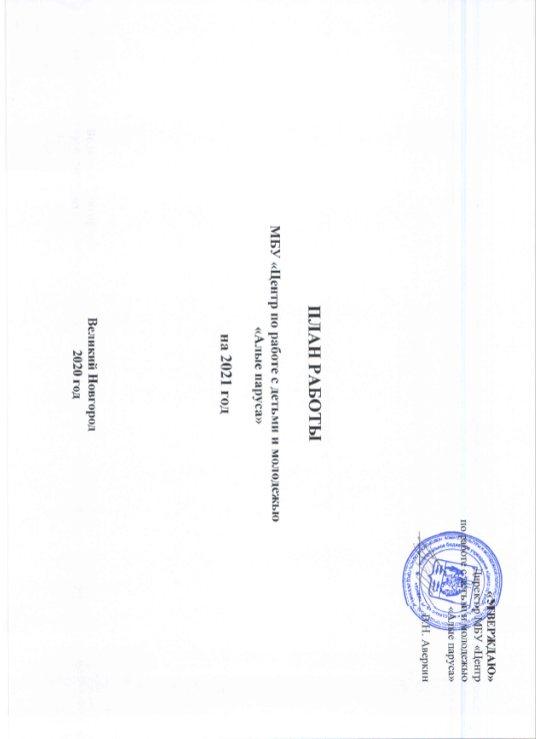 «УТВЕРЖДАЮ»
Директор МБУ «Центр
по работе с детьми и молодежью
«Алые паруса»
В.Н. Аверкин
ПЛАН РАБОТЫ
МБУ «Центр по работе с детьми и молодежью
«Алые паруса»
на 2021 год
Великий Новгород
2020 год